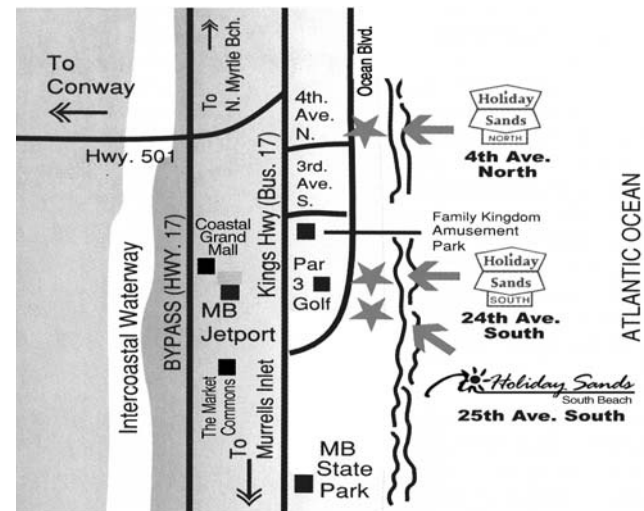 To
Conway
To
N. Myrtle Bch.
Ocean Blvd.
4th.
Ave.
N.
Holiday
Sands
NORTH
4th Ave.
North
Hwy. 501
3rd.
Ave.
S.
Kings Hwy (Bus. 17)
BYPASS (HWY. 17)
Intercoastal Waterway
Coastal
Grand
Mall
Family Kingdom
Amusement
Park
Par
3
Golf
MB
Jetport
Holiday
Sands
SOUTH
24th Ave.
South
ATLANTIC OCEAN
The Market
Commons
To
Murrells Inlet
Holiday Sands
South Beach
25th Ave. South
MB
State
Park